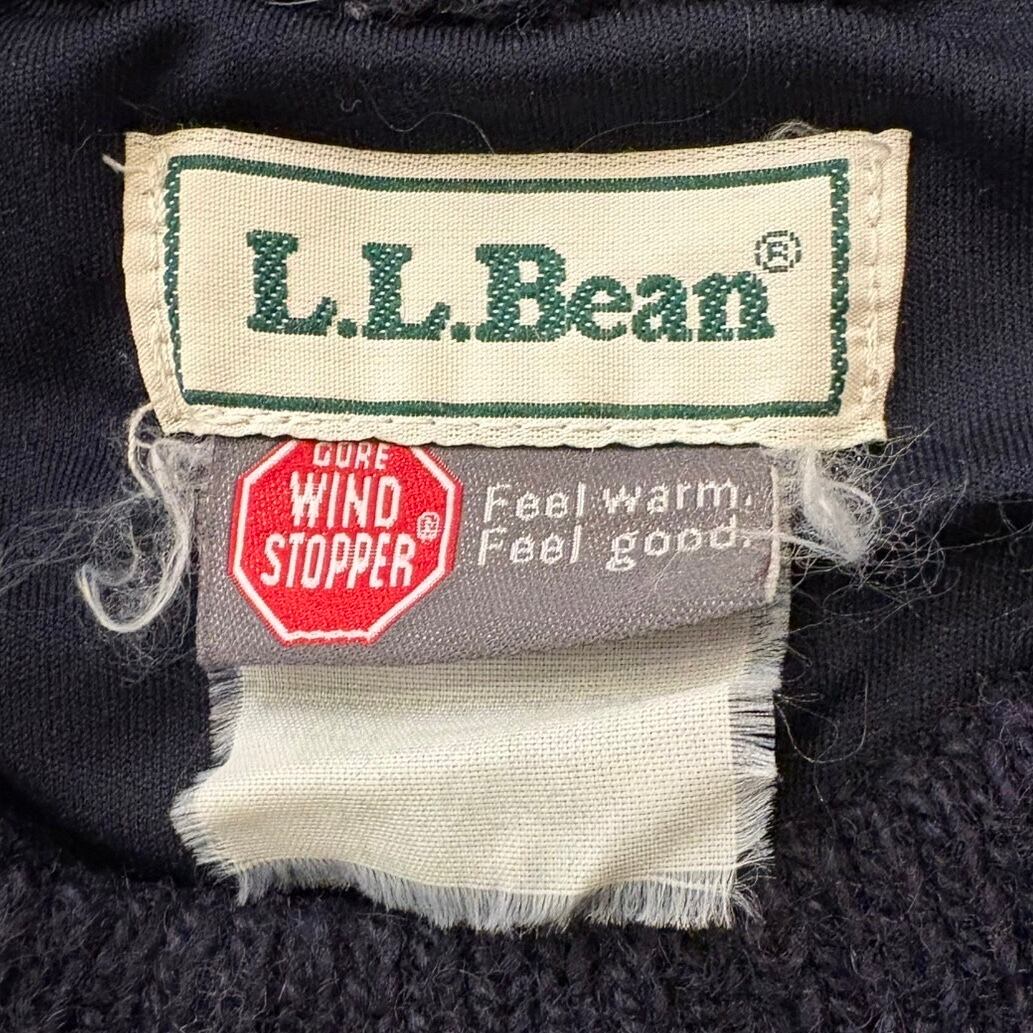 L.L.Bean®
GORE
WIND
STOPPER®
Feel warm.
Feel good.